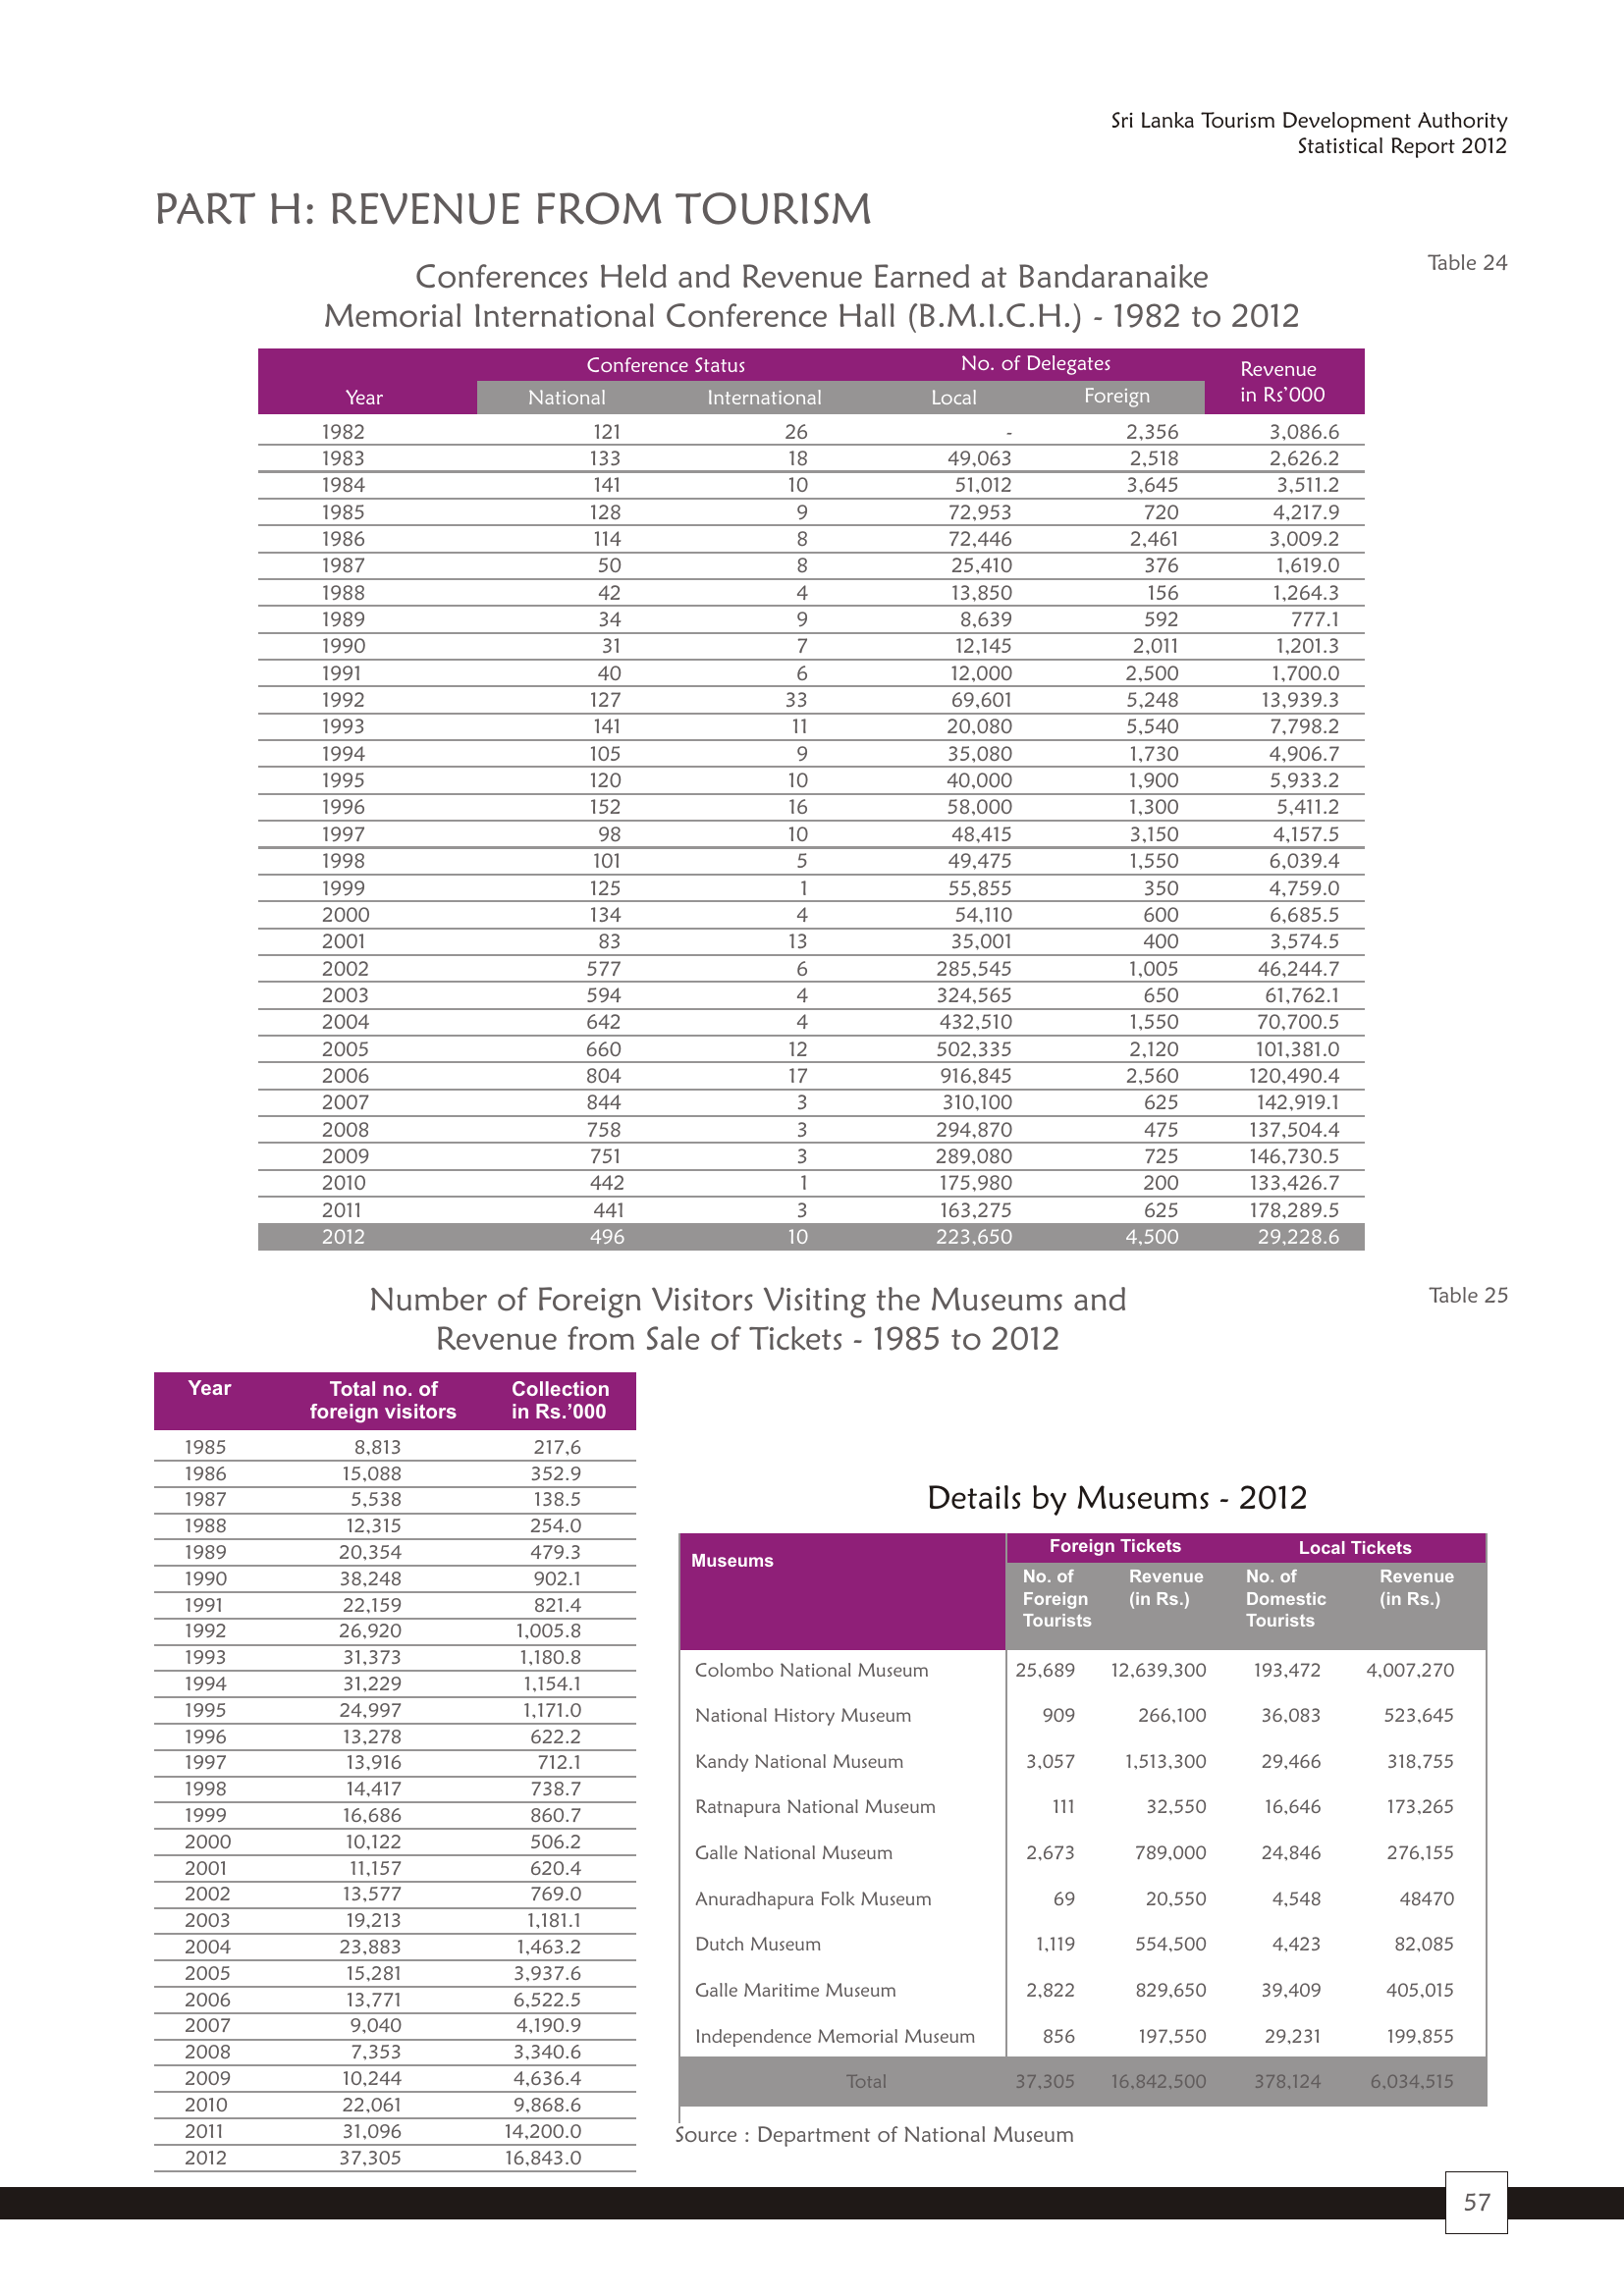 Sri Lanka Tourism Development Authority
Statistical Report 2012
PART H: REVENUE FROM TOURISM
Table 24
Conferences Held and Revenue Earned at Bandaranaike
Memorial International Conference Hall (B.M.I.C.H.) - 1982 to 2012
Conference Status No. of Delegates Revenue
Year National International Local Foreign in Rs'000
1982 121 26 - 2,356 3,086.6
1983 133 18 49,063 2,518 2,626.2
1984 141 10 51,012 3,645 3,511.2
1985 128 9 72,953 720 4,217.9
1986 114 8 72,446 2,461 3,009.2
1987 50 8 25,410 376 1,619.0
1988 42 4 13,850 156 1,264.3
1989 34 9 8,639 592 777.1
1990 31 7 12,145 2,011 1,201.3
1991 40 6 12,000 2,500 1,700.0
1992 127 33 69,601 5,248 13,939.3
1993 141 11 20,080 5,540 7,798.2
1994 105 9 35,080 1,730 4,906.7
1995 120 10 40,000 1,900 5,933.2
1996 152 16 58,000 1,300 5,411.2
1997 98 10 48,415 3,150 4,157.5
1998 101 5 49,475 1,550 6,039.4
1999 125 1 55,855 350 4,759.0
2000 134 4 54,110 600 6,685.5
2001 83 13 35,001 400 3,574.5
2002 577 6 285,545 1,005 46,244.7
2003 594 4 324,565 650 61,762.1
2004 642 4 432,510 1,550 70,700.5
2005 660 12 502,335 2,120 101,381.0
2006 804 17 916,845 2,560 120,490.4
2007 844 3 310,100 625 142,919.1
2008 758 3 294,870 475 137,504.4
2009 751 3 289,080 725 146,730.5
2010 442 1 175,980 200 133,426.7
2011 441 3 163,275 625 178,289.5
2012 496 10 223,650 4,500 29,228.6
Table 25
Number of Foreign Visitors Visiting the Museums and
Revenue from Sale of Tickets - 1985 to 2012
Year Total no. of Collection
foreign visitors in Rs.'000
1985 8,813 217,6
1986 15,088 352.9
1987 5,538 138.5
1988 12,315 254.0
1989 20,354 479.3
1990 38,248 902.1
1991 22,159 821.4
1992 26,920 1,005.8
1993 31,373 1,180.8
1994 31,229 1,154.1
1995 24,997 1,171.0
1996 13,278 622.2
1997 13,916 712.1
1998 14,417 738.7
1999 16,686 860.7
2000 10,122 506.2
2001 11,157 620.4
2002 13,577 769.0
2003 19,213 1,181.1
2004 23,883 1,463.2
2005 15,281 3,937.6
2006 13,771 6,522.5
2007 9,040 4,190.9
2008 7,353 3,340.6
2009 10,244 4,636.4
2010 22,061 9,868.6
2011 31,096 14,200.0
2012 37,305 16,843.0
Details by Museums - 2012
Museums Foreign Tickets Local Tickets
No. of Revenue No. of Revenue
Foreign (in Rs.) Domestic (in Rs.)
Tourists Tourists
Colombo National Museum 25,689 12,639,300 193,472 4,007,270
National History Museum 909 266,100 36,083 523,645
Kandy National Museum 3,057 1,513,300 29,466 318,755
Ratnapura National Museum 111 32,550 16,646 173,265
Galle National Museum 2,673 789,000 24,846 276,155
Anuradhapura Folk Museum 69 20,550 4,548 48470
Dutch Museum 1,119 554,500 4,423 82,085
Galle Maritime Museum 2,822 829,650 39,409 405,015
Independence Memorial Museum 856 197,550 29,231 199,855
Total 37,305 16,842,500 378,124 6,034,515
Source : Department of National Museum
57